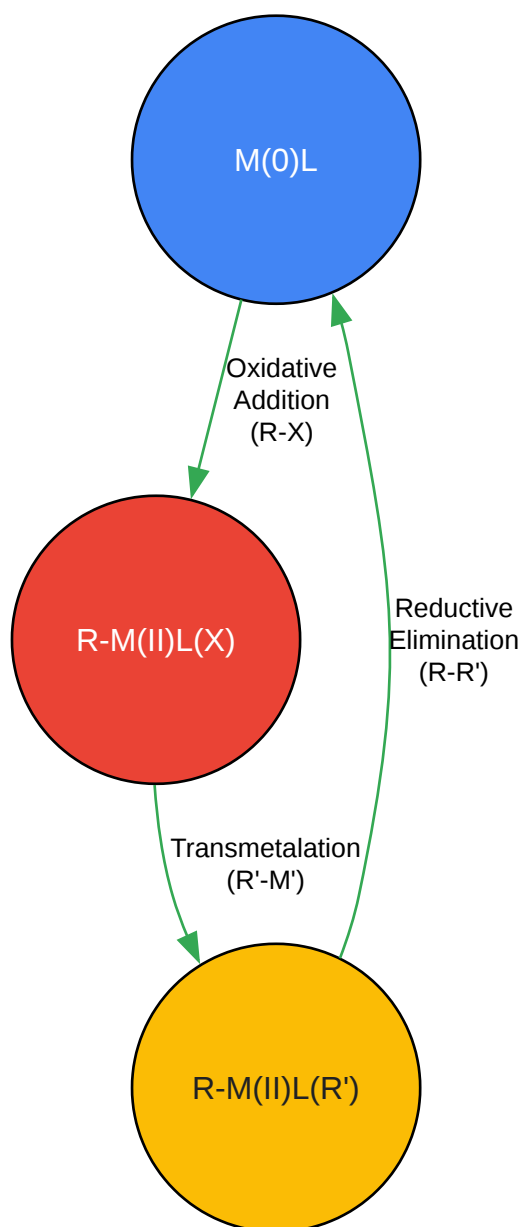 M(0)L
Oxidative
Addition
(R-X)
R-M(II)L(X)
Reductive
Elimination
(R-R')
Transmetalation
(R'-M')
R-M(II)L(R')